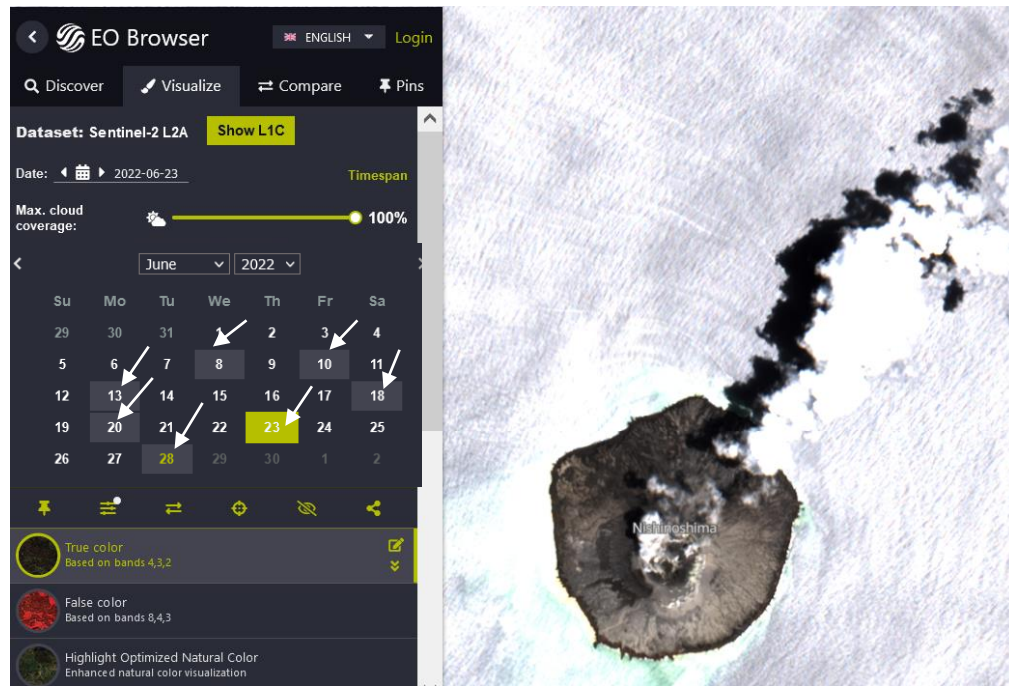 EO Browser ENGLISH Login
Discover Visualize Compare Pins
Dataset: Sentinel-2 L2A Show L1C
Date: 2022-06-23 Timespan
Max. cloud
coverage: 100%
June 2022
Su Mo Tu We Th Fr Sa
29 30 31 1 2 3 4
5 6 7 8 9 10 11
12 13 14 15 16 17 18
19 20 21 22 23 24 25
26 27 28 29 30 1 2
True color
Based on bands 4,3,2
False color
Based on bands 8,4,3
Highlight Optimized Natural Color
Enhanced natural color visualization
Nishinoshima